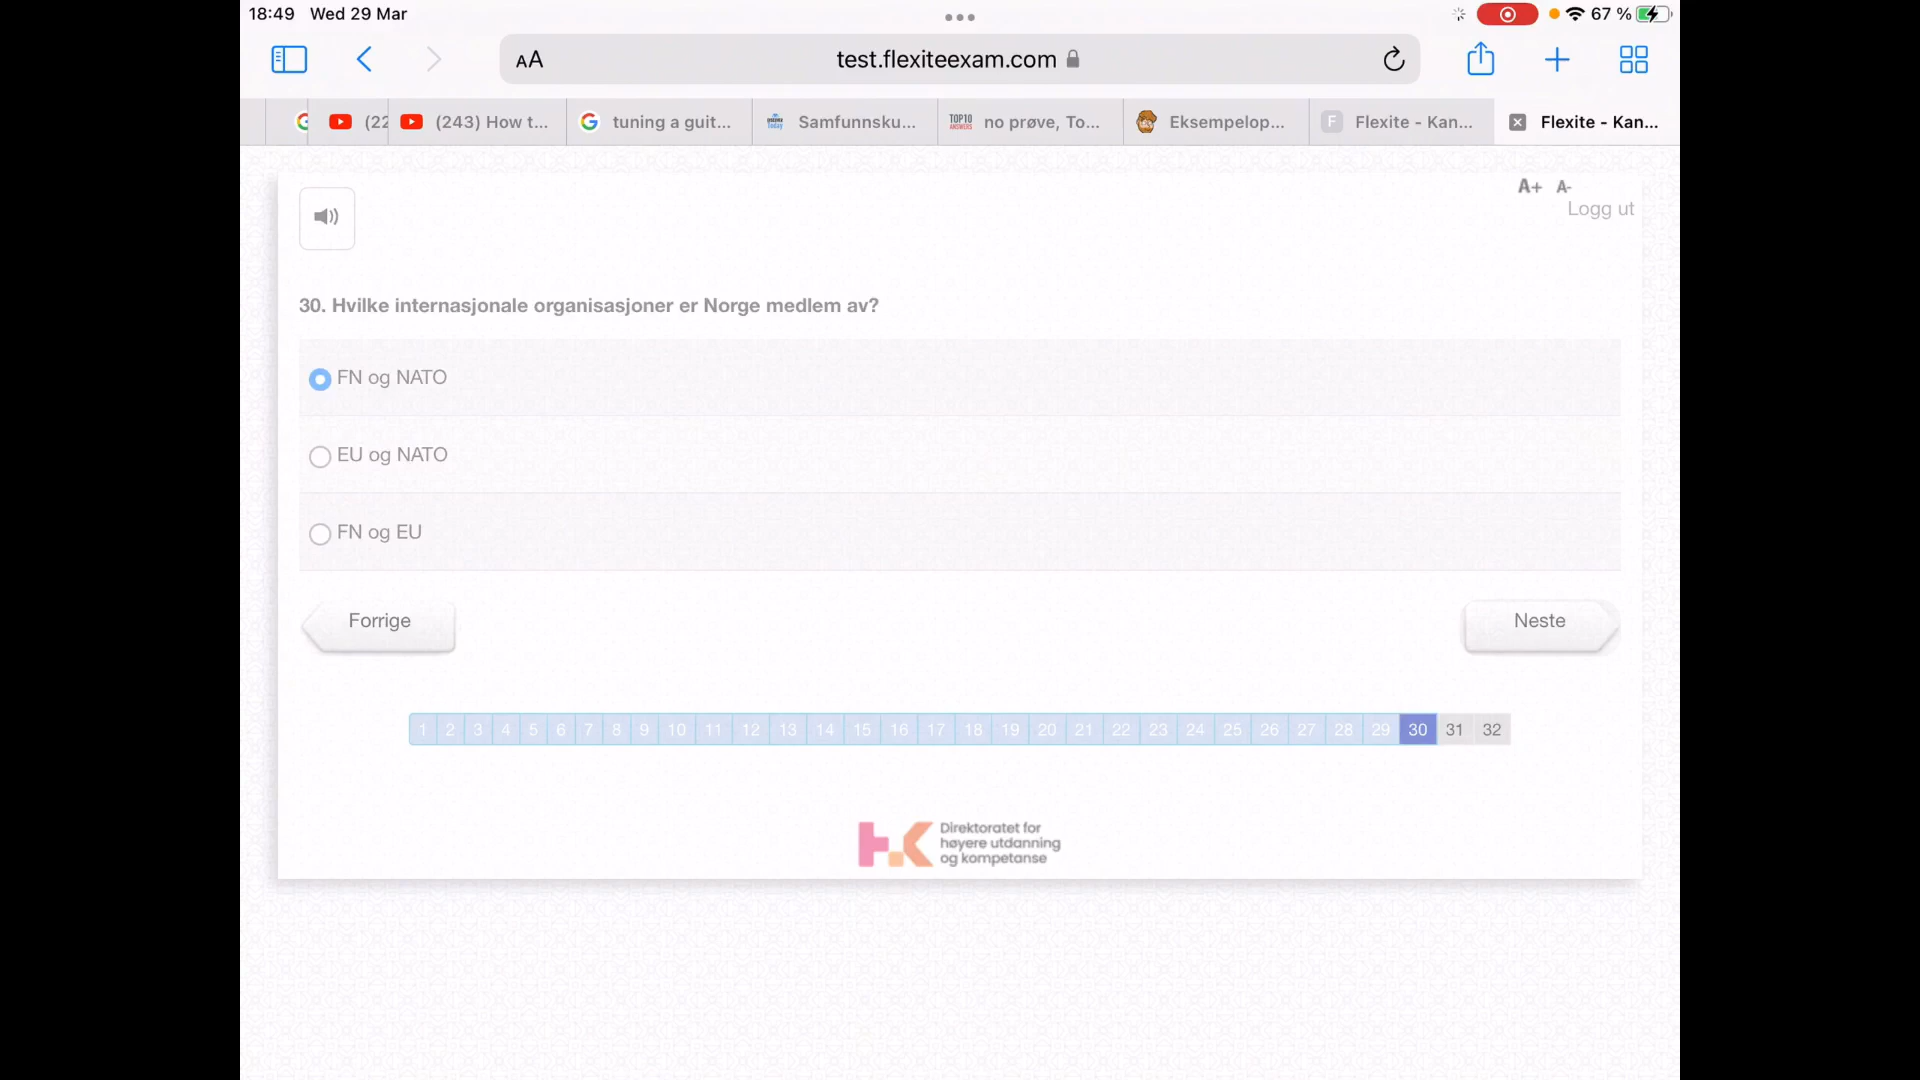 18:49 Wed 29 Mar
67 %
AA
test.flexiteexam.com
(22
(243) How t...
tuning a guit...
Samfunnsku...
TOP10 ANSWERS
no prøve, To...
Eksempelop...
F
Flexite - Kan...
Flexite - Kan...
A+ A-
Logg ut
30. Hvilke internasjonale organisasjoner er Norge medlem av?
FN og NATO
EU og NATO
FN og EU
Forrige
Neste
1 2 3 4 5 6 7 8 9 10 11 12 13 14 15 16 17 18 19 20 21 22 23 24 25 26 27 28 29 30 31 32
Direktoratet for
høyere utdanning
og kompetanse